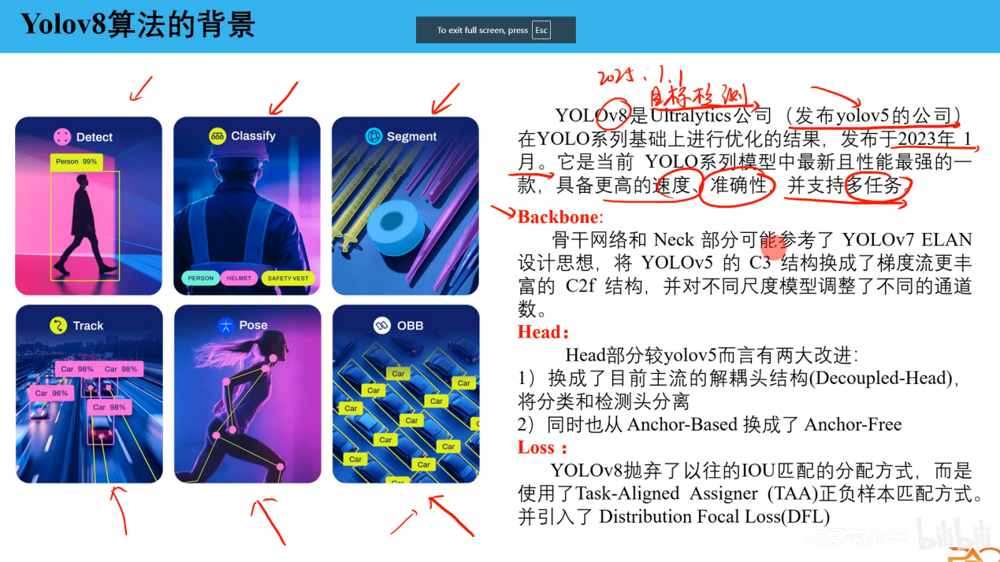 Yolov8算法的背景
To exit full screen, press Esc
2025.1.1
目标检测
Detect
Person 99%
Classify
PERSON HELMET SAFETY VEST
Segment
Track
Car 98% Car 98%
Car 96%
Car 98%
Pose
OBB
Car
Car
Car
Car
Car
Car
Car
Car
Car
Car
Car
YOLOv8是Ultralytics公司（发布yolov5的公司）
在YOLO系列基础上进行优化的结果，发布于2023年 1
月。它是当前 YOLO系列模型中最新且性能最强的一
款，具备更高的速度、准确性，并支持多任务。
Backbone:
骨干网络和 Neck 部分可能参考了 YOLOv7 ELAN
设计思想，将 YOLOv5 的 C3 结构换成了梯度流更丰
富的 C2f 结构，并对不同尺度模型调整了不同的通道
数。
Head：
Head部分较yolov5而言有两大改进：
1）换成了目前主流的解耦头结构(Decoupled-Head)，
将分类和检测头分离
2）同时也从 Anchor-Based 换成了 Anchor-Free
Loss：
YOLOv8抛弃了以往的IOU匹配的分配方式，而是
使用了Task-Aligned Assigner (TAA)正负样本匹配方式。
并引入了 Distribution Focal Loss(DFL)
bilibili